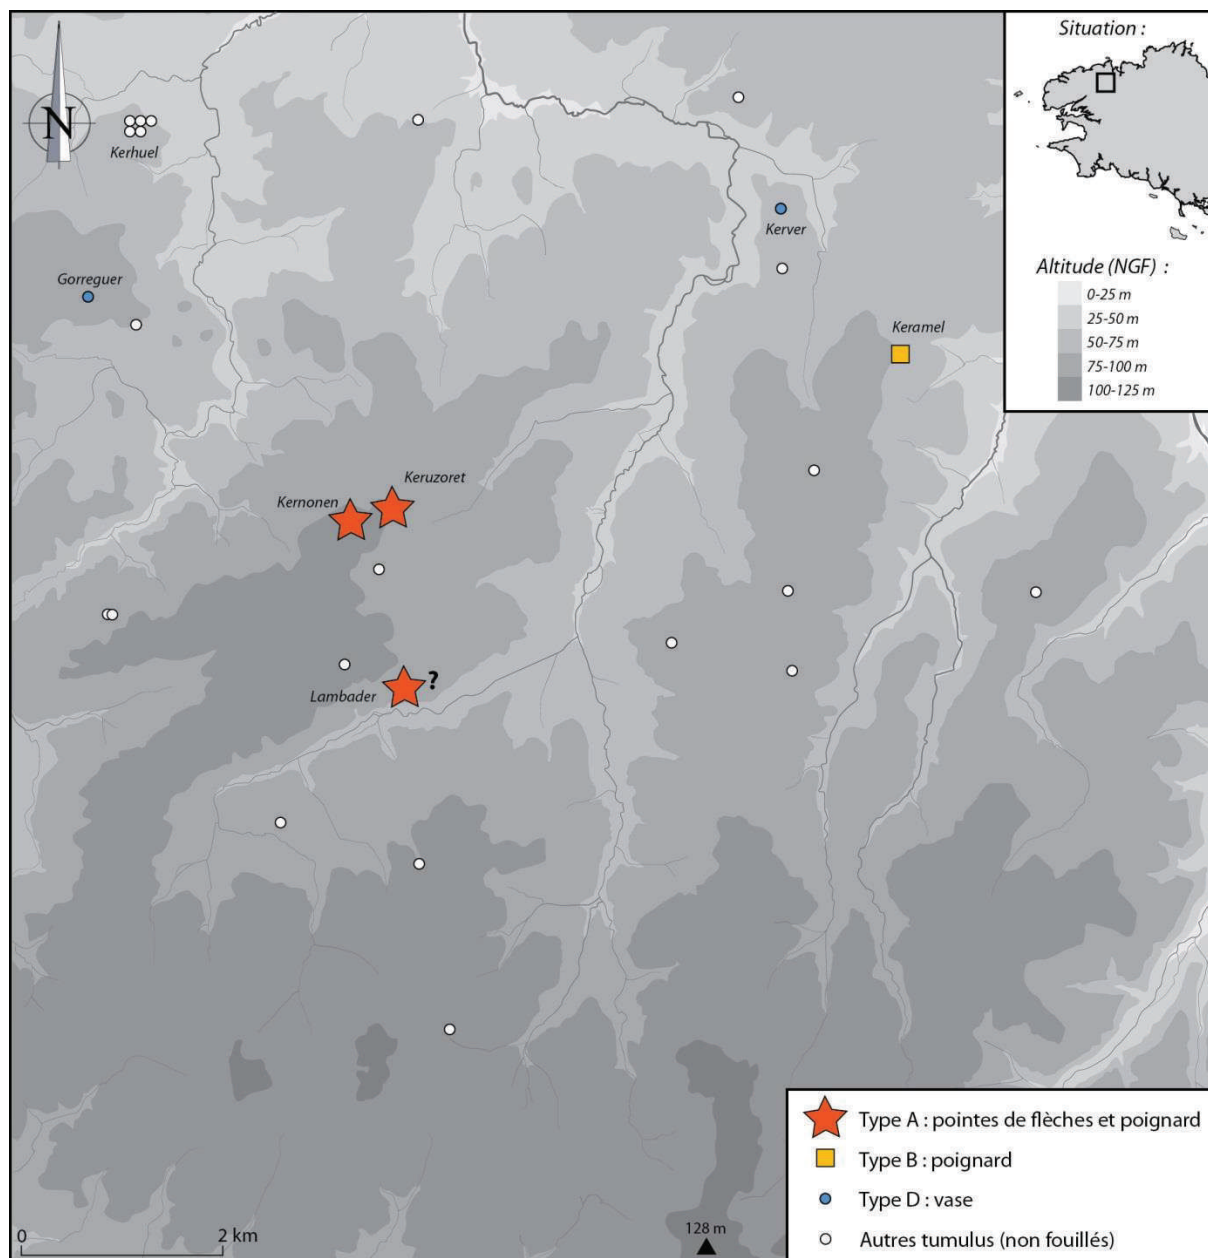 Situation :
N
Kerhuel
Kerver
Gorreguer
Altitude (NGF) :
0-25 m
25-50 m
50-75 m
75-100 m
100-125 m
Keramel
Keruzoret
Kernonen
?
Lambader
Type A : pointes de flèches et poignard
Type B : poignard
Type D : vase
Autres tumulus (non fouillés)
0 2 km
128 m